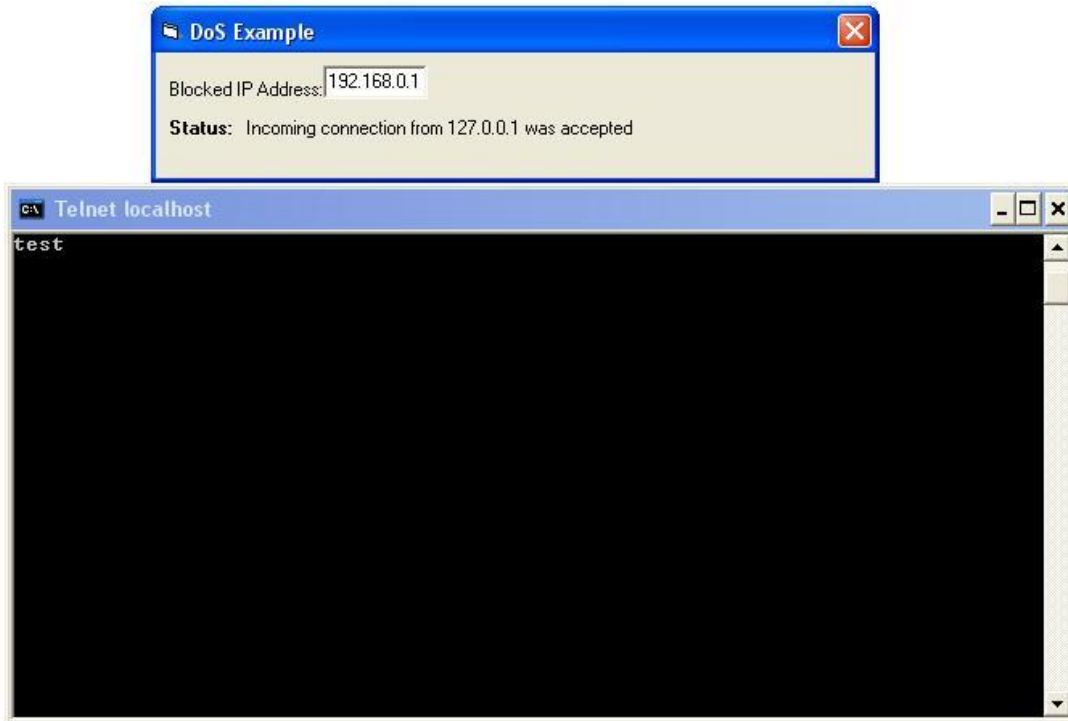 DoS Example
Blocked IP Address: 192.168.0.1
Status: Incoming connection from 127.0.0.1 was accepted
C:\ Telnet localhost
test